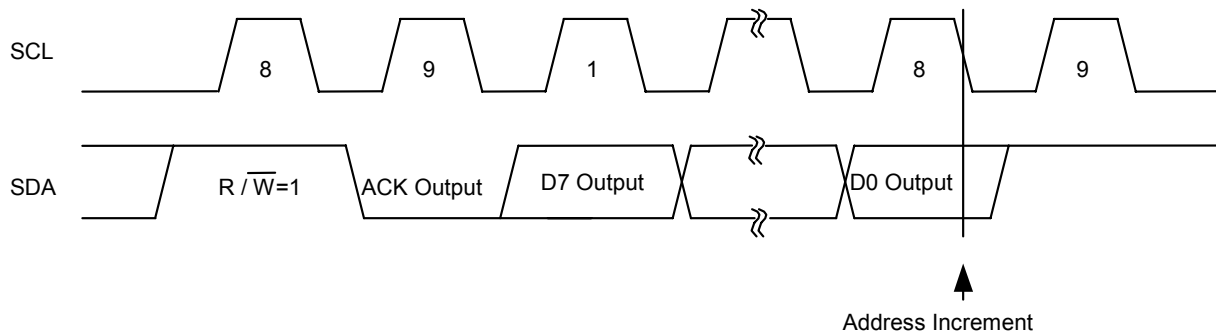 SCL
8
9
1
8
9
SDA
R / W=1
ACK Output
D7 Output
D0 Output
Address Increment